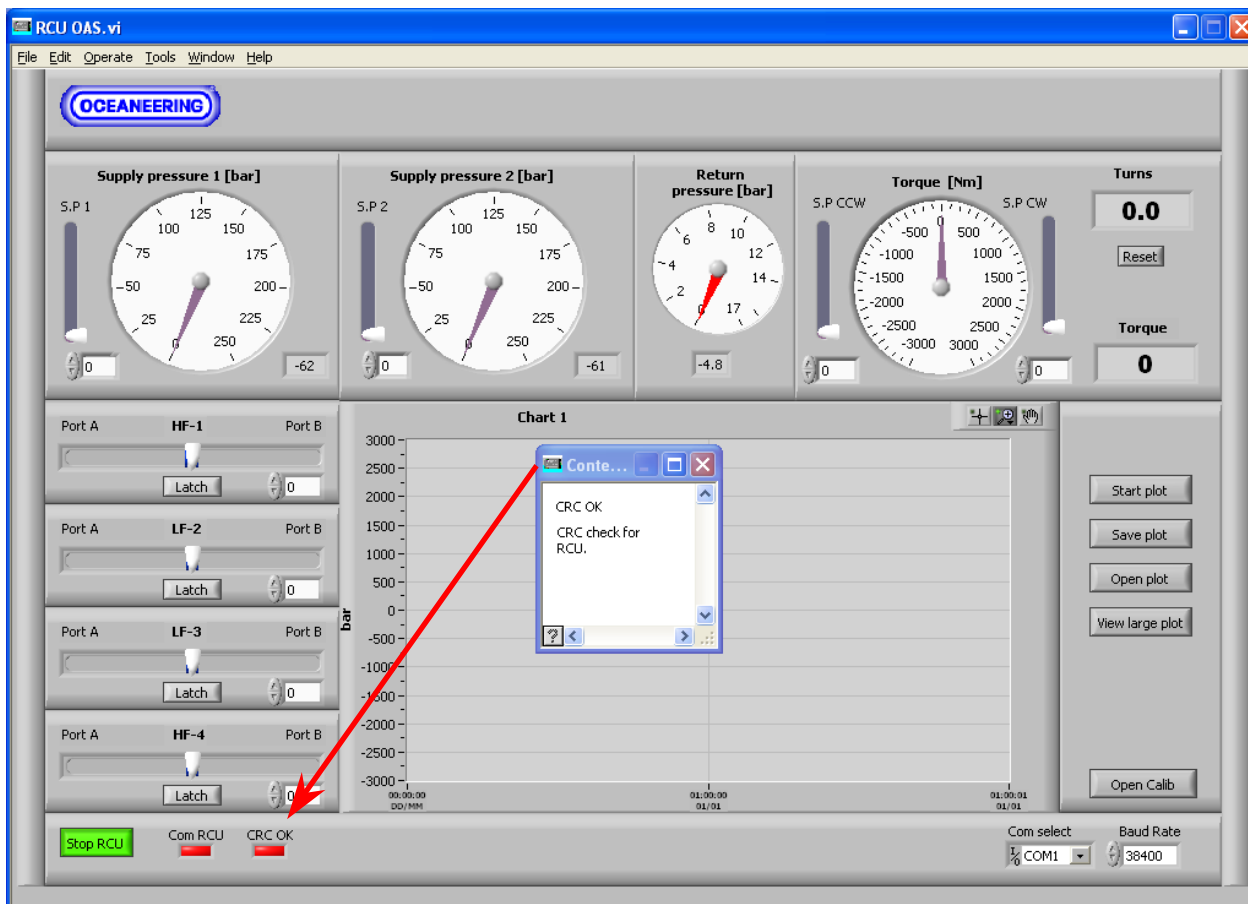 RCU OAS.vi
File Edit Operate Tools Window Help
OCEANEERING
Supply pressure 1 [bar]
S.P 1
0 25 50 75 100 125 150 175 200 225 250
0
-62
Supply pressure 2 [bar]
S.P 2
0 25 50 75 100 125 150 175 200 225 250
0
-61
Return
pressure [bar]
0 2 4 6 8 10 12 14 17
-4.8
Torque [Nm]
S.P CCW
S.P CW
-3000 -2500 -2000 -1500 -1000 -500 0 500 1000 1500 2000 2500 3000
0
0
Turns
0.0
Reset
Torque
0
Port A HF-1 Port B
Latch 0
Port A LF-2 Port B
Latch 0
Port A LF-3 Port B
Latch 0
Port A HF-4 Port B
Latch 0
Chart 1
bar
3000
2500
2000
1500
1000
500
0
-500
-1000
-1500
-2000
-2500
-3000
00:00:00
DD/MM
01:00:00
01/01
01:00:01
01/01
Conte...
CRC OK
CRC check for
RCU.
?
Start plot
Save plot
Open plot
View large plot
Open Calib
Stop RCU
Com RCU
CRC OK
Com select
COM1
Baud Rate
38400